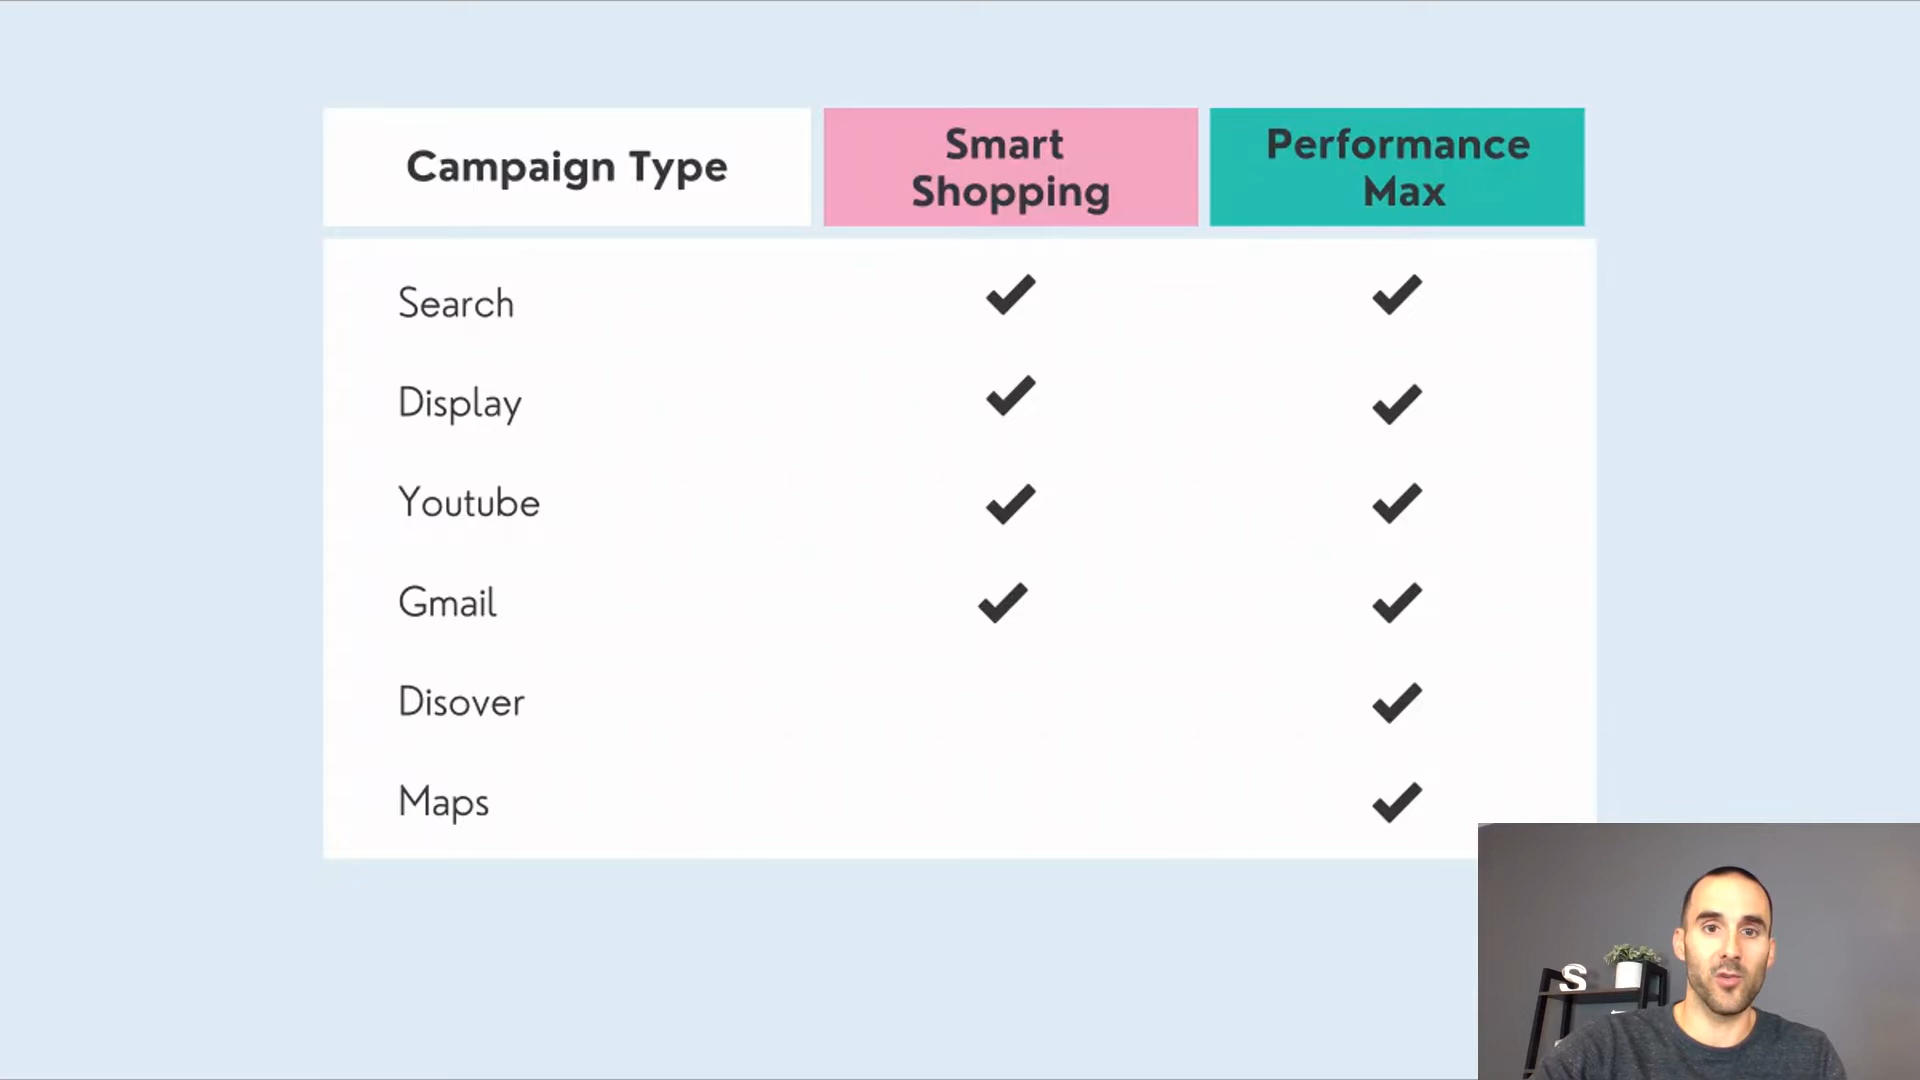 Campaign Type
Smart
Shopping
Performance
Max
Search
Display
Youtube
Gmail
Disover
Maps
S